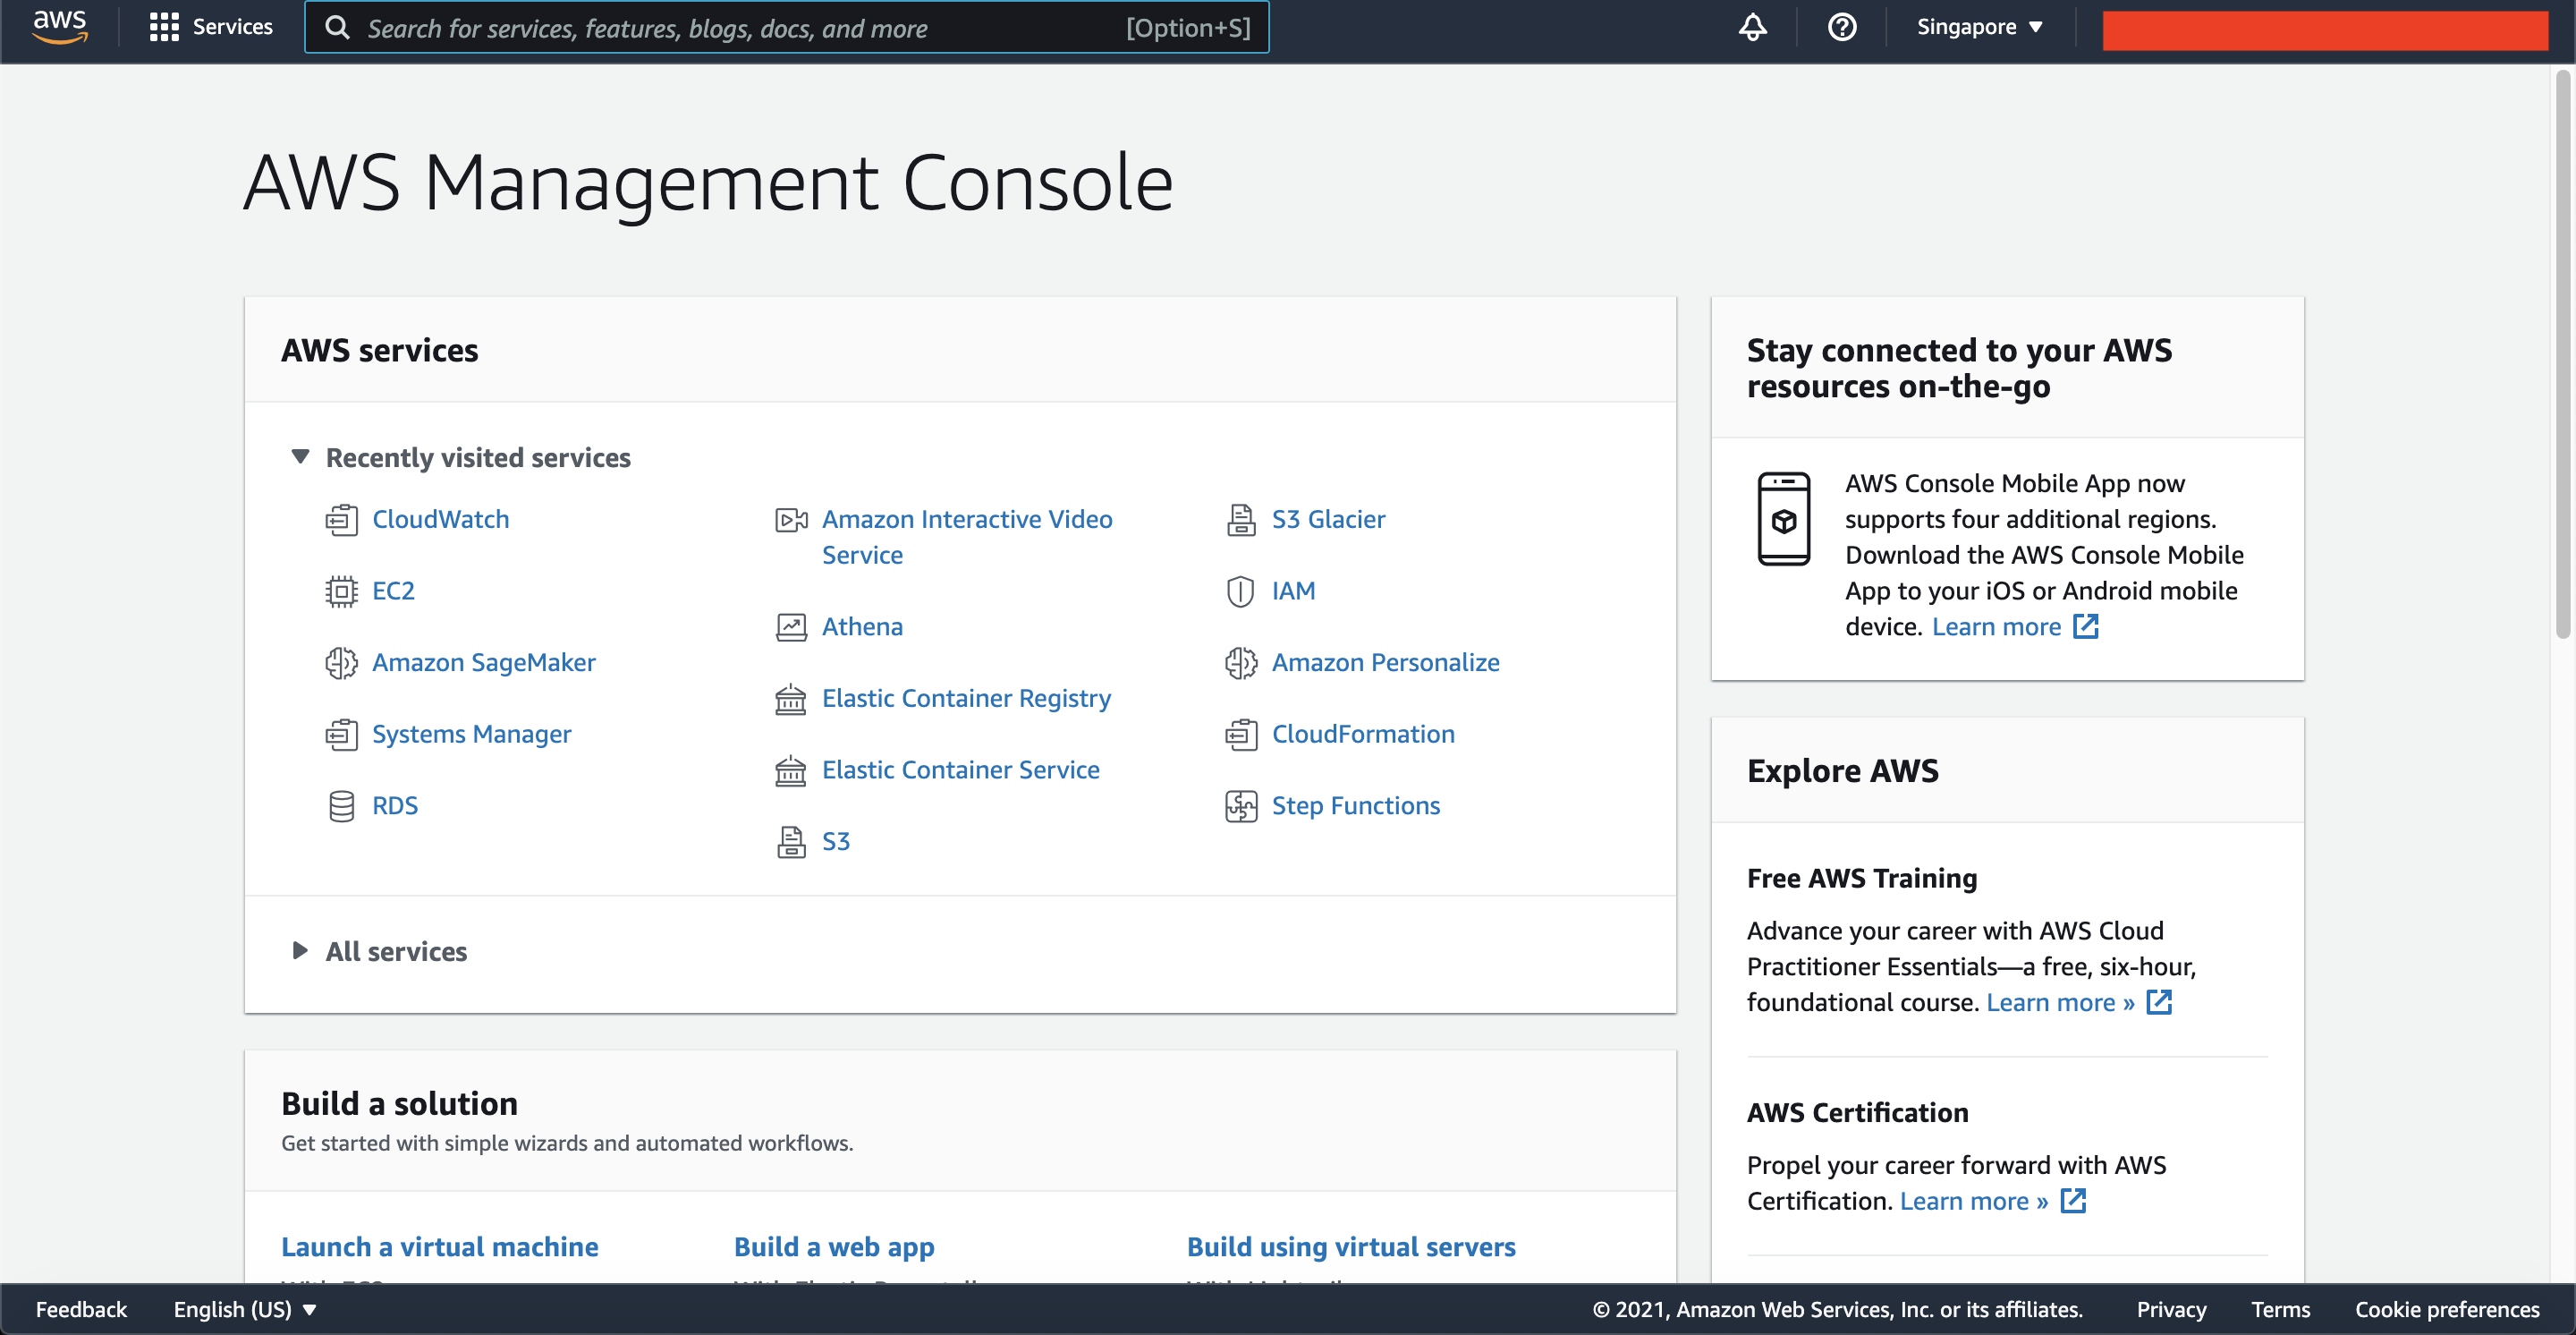 aws
Services
Search for services, features, blogs, docs, and more [Option+S]
Singapore
AWS Management Console
AWS services
Recently visited services
CloudWatch
EC2
Amazon SageMaker
Systems Manager
RDS
Amazon Interactive Video
Service
Athena
Elastic Container Registry
Elastic Container Service
S3
S3 Glacier
IAM
Amazon Personalize
CloudFormation
Step Functions
All services
Build a solution
Get started with simple wizards and automated workflows.
Launch a virtual machine
Build a web app
Build using virtual servers
Stay connected to your AWS
resources on-the-go
AWS Console Mobile App now
supports four additional regions.
Download the AWS Console Mobile
App to your iOS or Android mobile
device. Learn more
Explore AWS
Free AWS Training
Advance your career with AWS Cloud
Practitioner Essentials—a free, six-hour,
foundational course. Learn more »
AWS Certification
Propel your career forward with AWS
Certification. Learn more »
Feedback
English (US)
© 2021, Amazon Web Services, Inc. or its affiliates.
Privacy
Terms
Cookie preferences